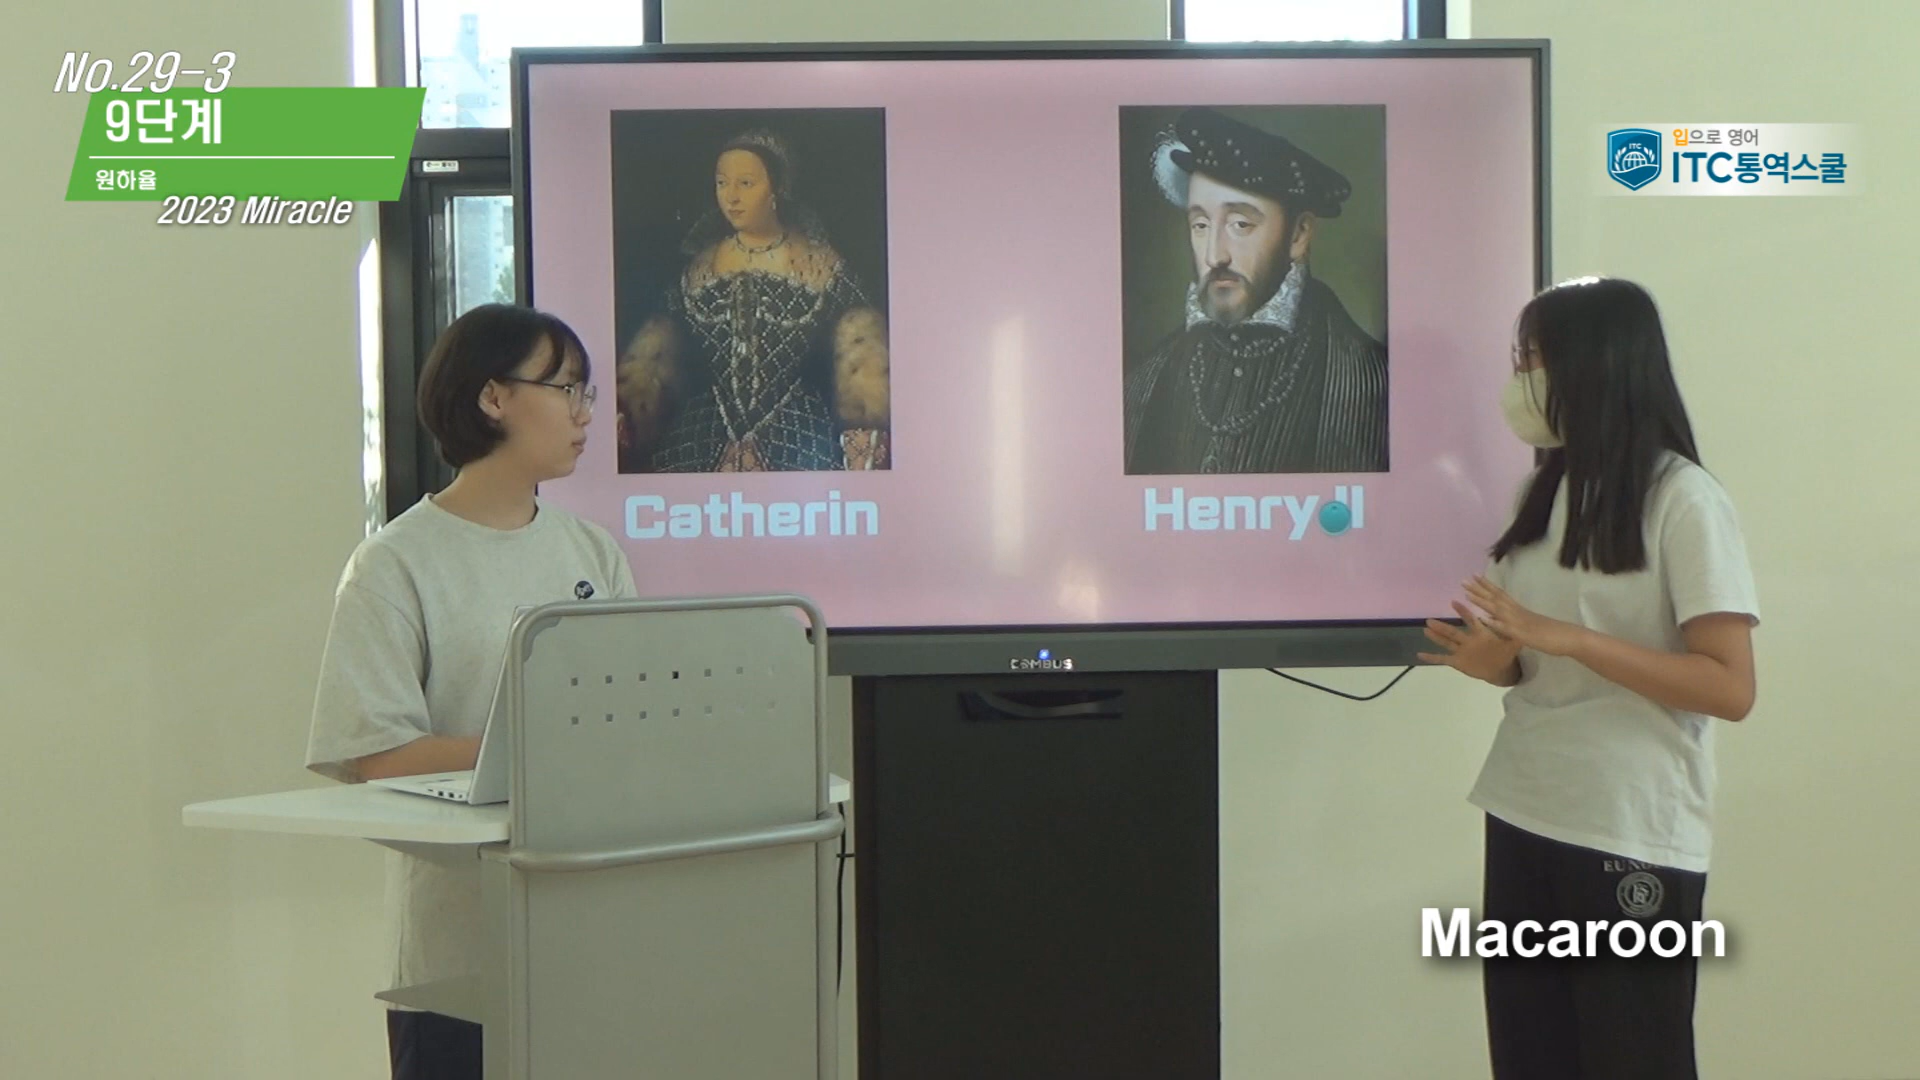 No.29-3
9단계
원하율
2023 Miracle
입으로 영어
ITC
ITC통역스쿨
Catherin
Henry II
COMBUS
Macaroon